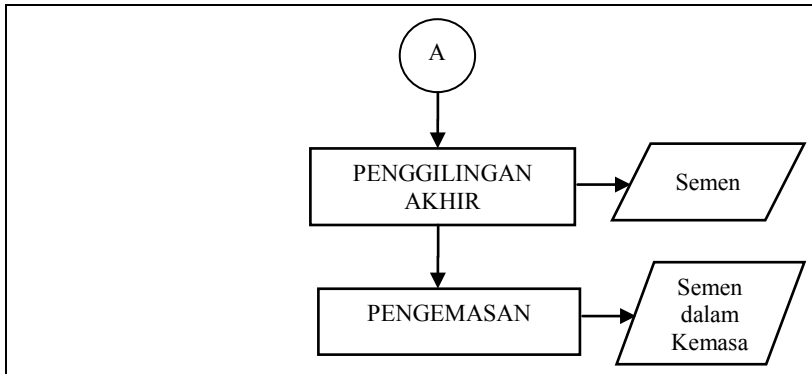 A
PENGGILINGAN
AKHIR
Semen
PENGEMASAN
Semen
dalam
Kemasa